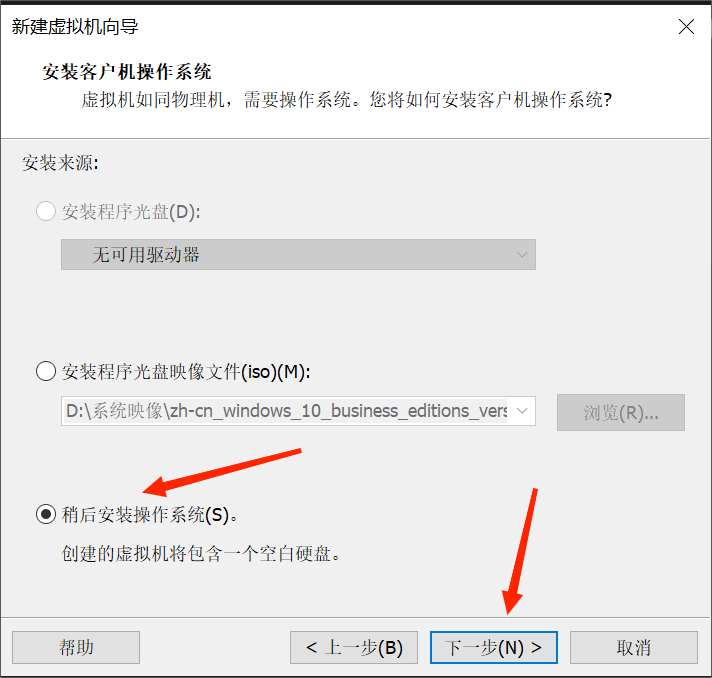 新建虚拟机向导
安装客户机操作系统
虚拟机如同物理机，需要操作系统。您将如何安装客户机操作系统?
安装来源:
安装程序光盘(D):
无可用驱动器
安装程序光盘映像文件(iso)(M):
D:\系统映像\zh-cn_windows_10_business_editions_vers
浏览(R)...
稍后安装操作系统(S)。
创建的虚拟机将包含一个空白硬盘。
帮助
< 上一步(B)
下一步(N) >
取消